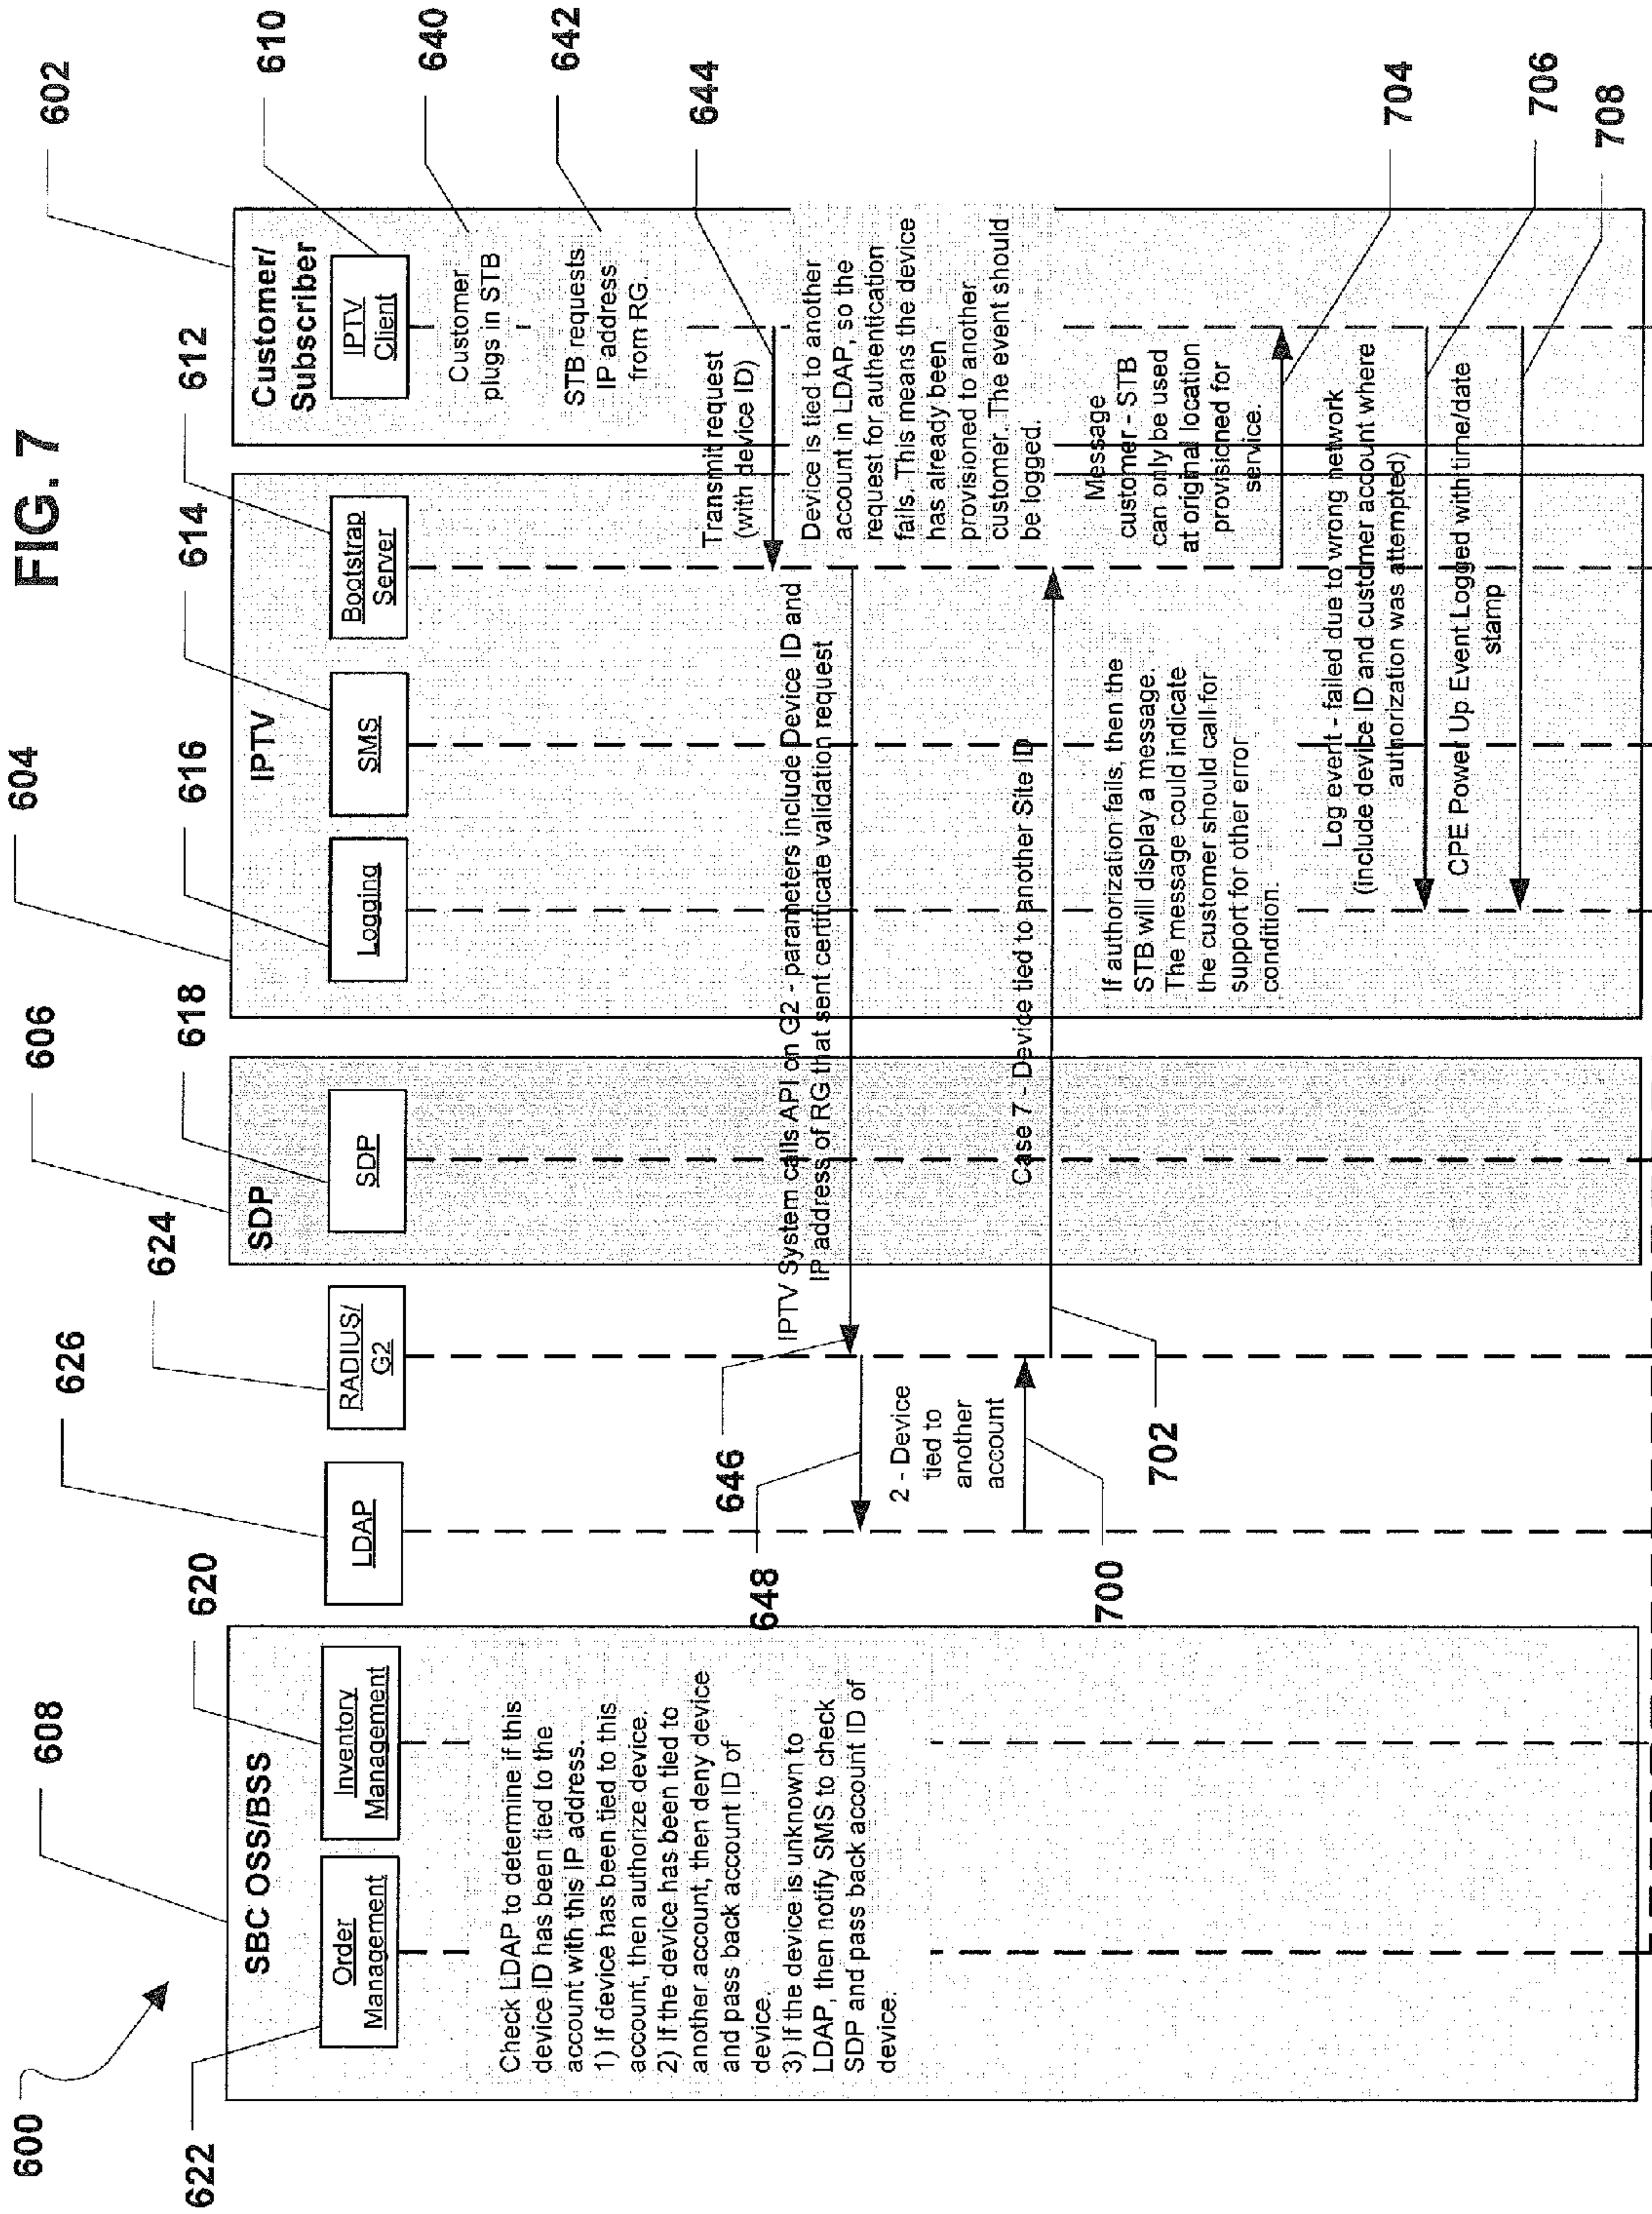 FIG. 7
600
608
606
604
602
622
620
626
624
618
616
614
612
610
640
642
644
SBC OSS/BSS
SDP
IPTV
Customer/
Subscriber
Order
Management
Inventory
Management
LDAP
RADIUS/
G2
SDP
Logging
SMS
Bootstrap
Server
IPTV
Client
Customer
plugs in STB
STB requests
IP address
from RG.
Transmit request
(with device ID)
Check LDAP to determine if this
device ID has been tied to the
account with this IP address.
1) If device has been tied to this
account, then authorize device.
2) If the device has been tied to
another account, then deny device
and pass back account ID of
device.
3) If the device is unknown to
LDAP, then notify SMS to check
SDP and pass back account ID of
device.
IPTV System calls API on G2 - parameters include Device ID and
IP address of RG that sent certificate validation request
646
648
Device is tied to another
account in LDAP, so the
request for authentication
fails. This means the device
has already been
provisioned to another
customer. The event should
be logged.
2 - Device
tied to
another
account
700
Case 7 - Device tied to another Site ID
702
If authorization fails, then the
STB will display a message.
The message could indicate
the customer should call for
support for other error
condition.
Message
customer - STB
can only be used
at original location
provisioned for
service.
704
Log event - failed due to wrong network
(include device ID and customer account where
authorization was attempted)
706
CPE Power Up Event Logged with time/date
stamp
708